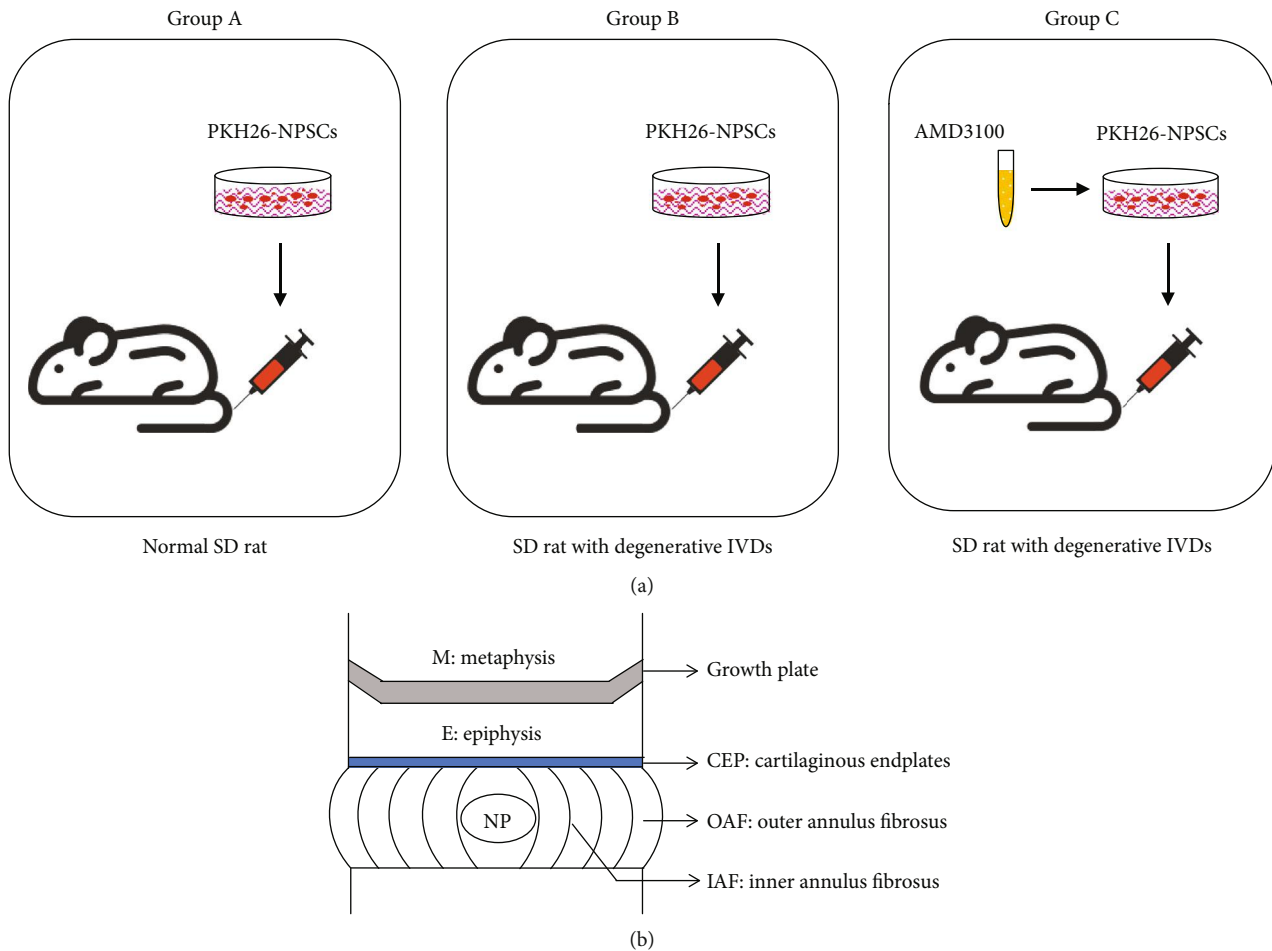 Group A
Group B
Group C
PKH26-NPSCs
PKH26-NPSCs
AMD3100
PKH26-NPSCs
Normal SD rat
SD rat with degenerative IVDs
SD rat with degenerative IVDs
(a)
M: metaphysis
Growth plate
E: epiphysis
CEP: cartilaginous endplates
NP
OAF: outer annulus fibrosus
IAF: inner annulus fibrosus
(b)